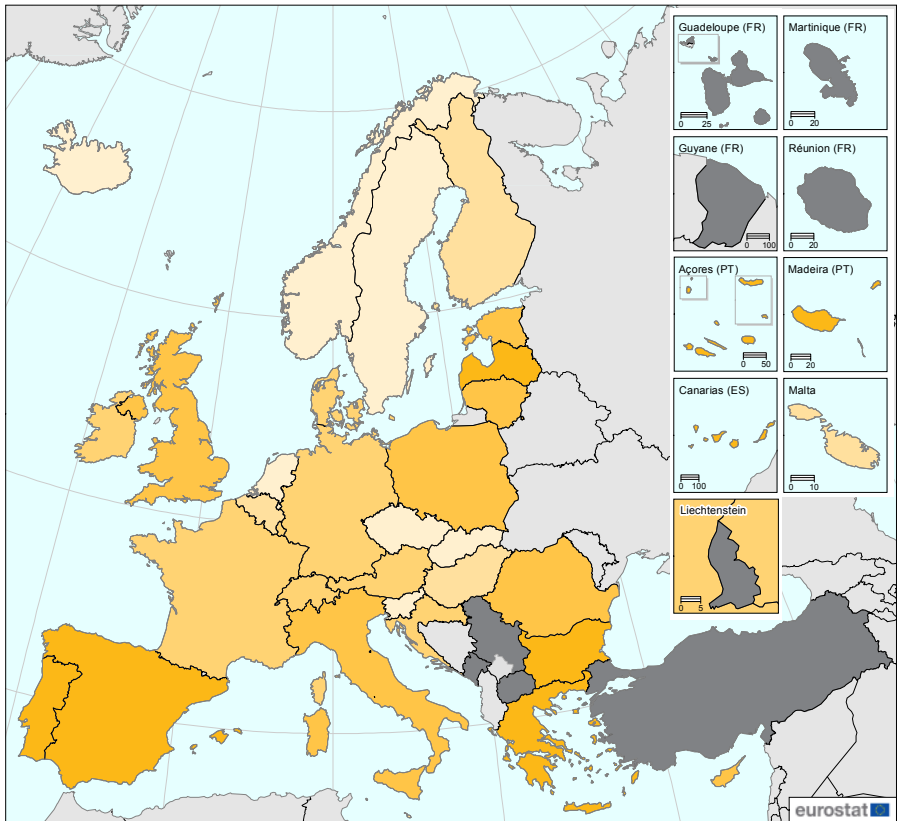 Guadeloupe (FR)
0 25
Martinique (FR)
0 20
Guyane (FR)
0 100
Réunion (FR)
0 20
Açores (PT)
0 50
Madeira (PT)
0 20
Canarias (ES)
0 100
Malta
0 10
Liechtenstein
0 5
eurostat